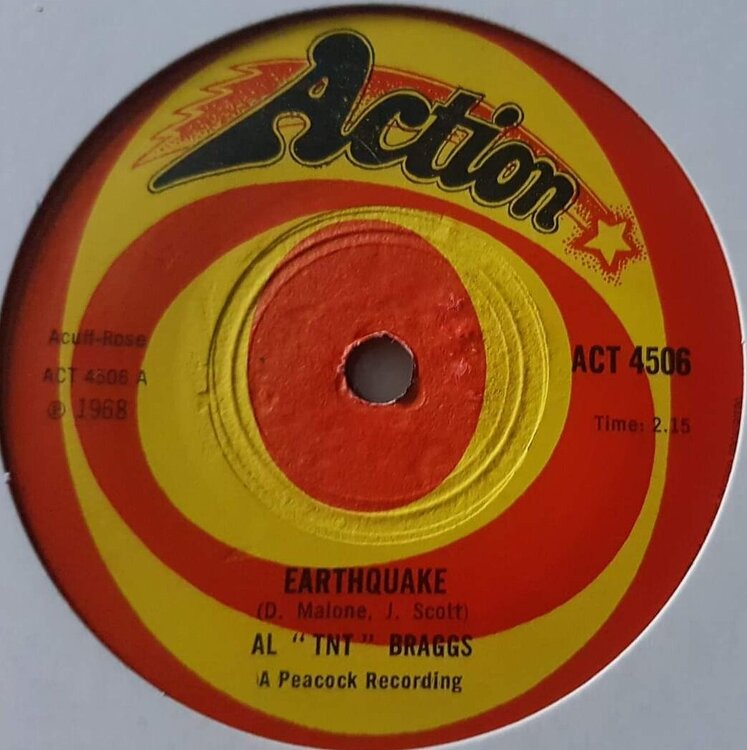 Action
Acuff-Rose
ACT 4506 A
℗ 1968
ACT 4506
Time: 2.15
EARTHQUAKE
(D. Malone, J. Scott)
AL "TNT" BRAGGS
A Peacock Recording